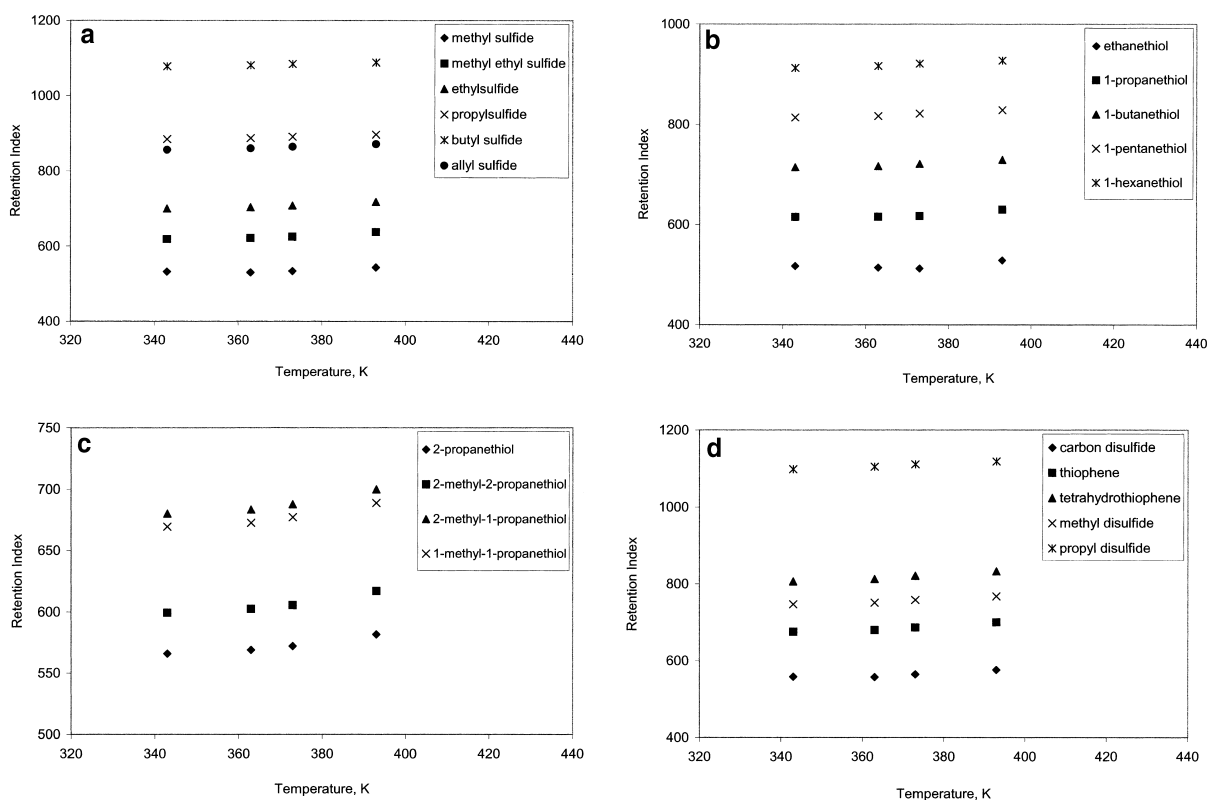 a
1200
1000
800
600
400
Retention Index
320 340 360 380 400 420 440
Temperature, K
methyl sulfide
methyl ethyl sulfide
ethylsulfide
propylsulfide
butyl sulfide
allyl sulfide
b
1000
800
600
400
Retention Index
320 340 360 380 400 420 440
Temperature, K
ethanethiol
1-propanethiol
1-butanethiol
1-pentanethiol
1-hexanethiol
c
750
700
650
600
550
500
Retention Index
320 340 360 380 400 420 440
Temperature, K
2-propanethiol
2-methyl-2-propanethiol
2-methyl-1-propanethiol
1-methyl-1-propanethiol
d
1200
1000
800
600
400
Retention Index
320 340 360 380 400 420 440
Temperature, K
carbon disulfide
thiophene
tetrahydrothiophene
methyl disulfide
propyl disulfide